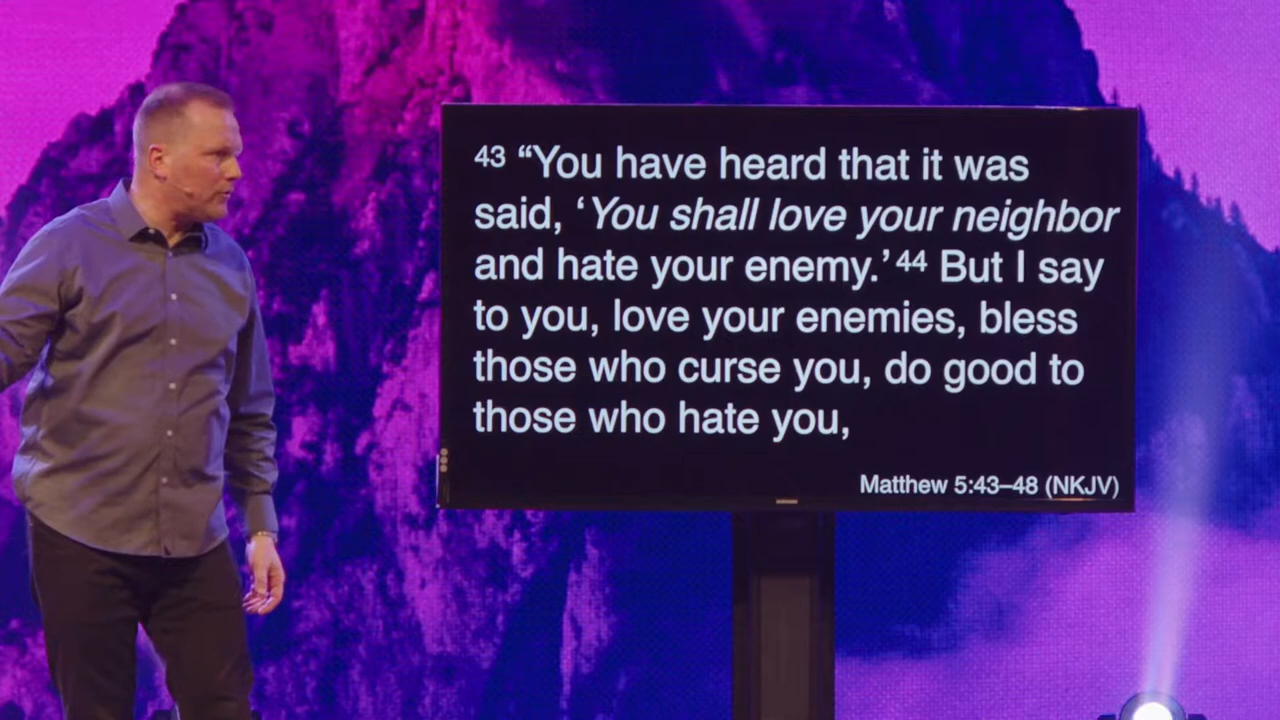 43 “You have heard that it was
said, ‘You shall love your neighbor
and hate your enemy.’ 44 But I say
to you, love your enemies, bless
those who curse you, do good to
those who hate you,
Matthew 5:43–48 (NKJV)